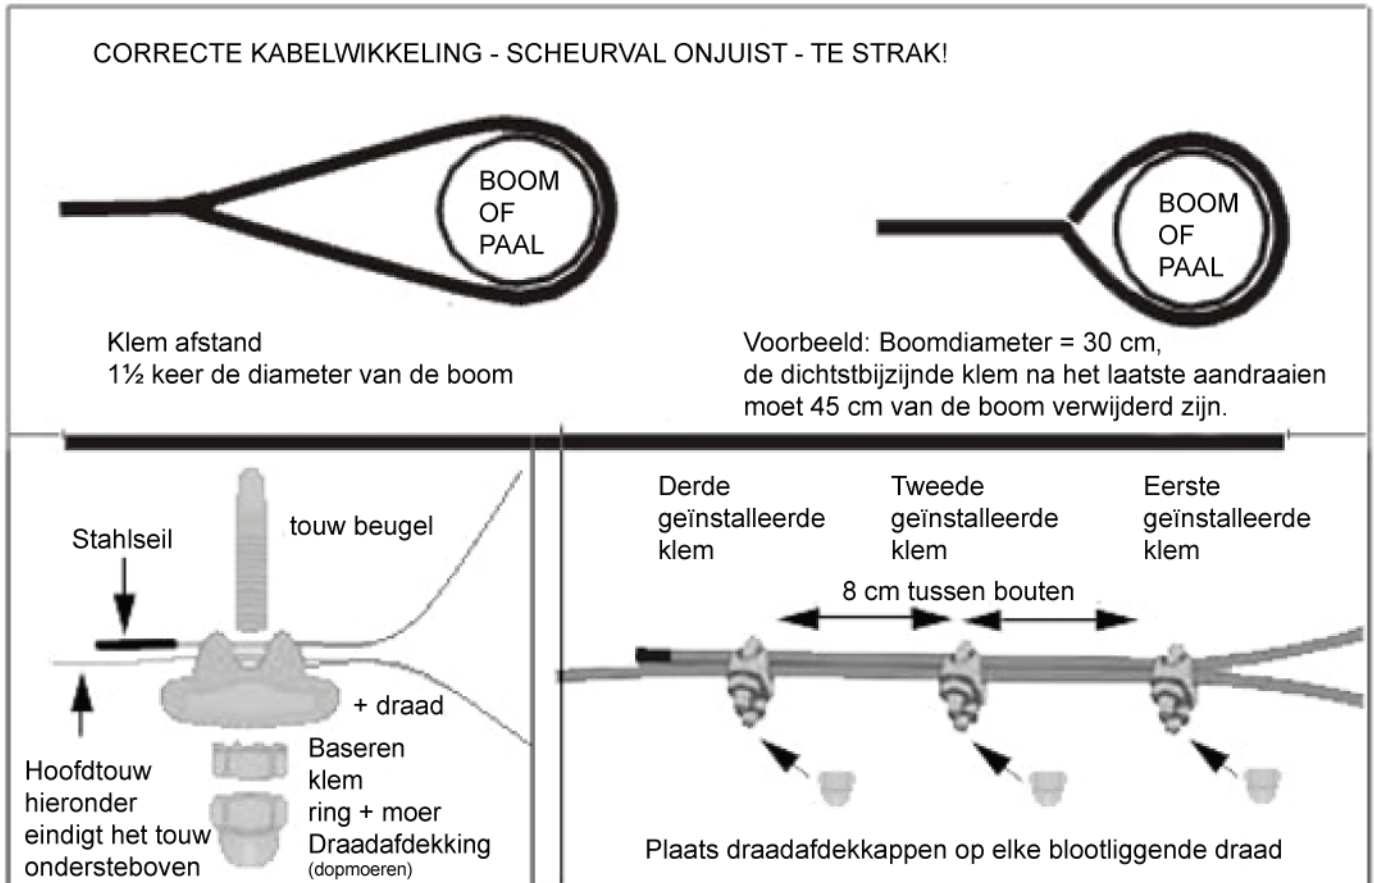 CORRECTE KABELWIKKELING - SCHEURVAL ONJUIST - TE STRAK!
BOOM
OF
PAAL
BOOM
OF
PAAL
Klem afstand
1½ keer de diameter van de boom
Voorbeeld: Boomdiameter = 30 cm,
de dichtstbijzijnde klem na het laatste aandraaien
moet 45 cm van de boom verwijderd zijn.
Stahlseil
touw beugel
+ draad
Baseren
klem
ring + moer
Draadafdekking
(dopmoeren)
Hoofdtouw
hieronder
eindigt het touw
ondersteboven
Derde
geïnstalleerde
klem
Tweede
geïnstalleerde
klem
Eerste
geïnstalleerde
klem
8 cm tussen bouten
Plaats draadafdekkappen op elke blootliggende draad